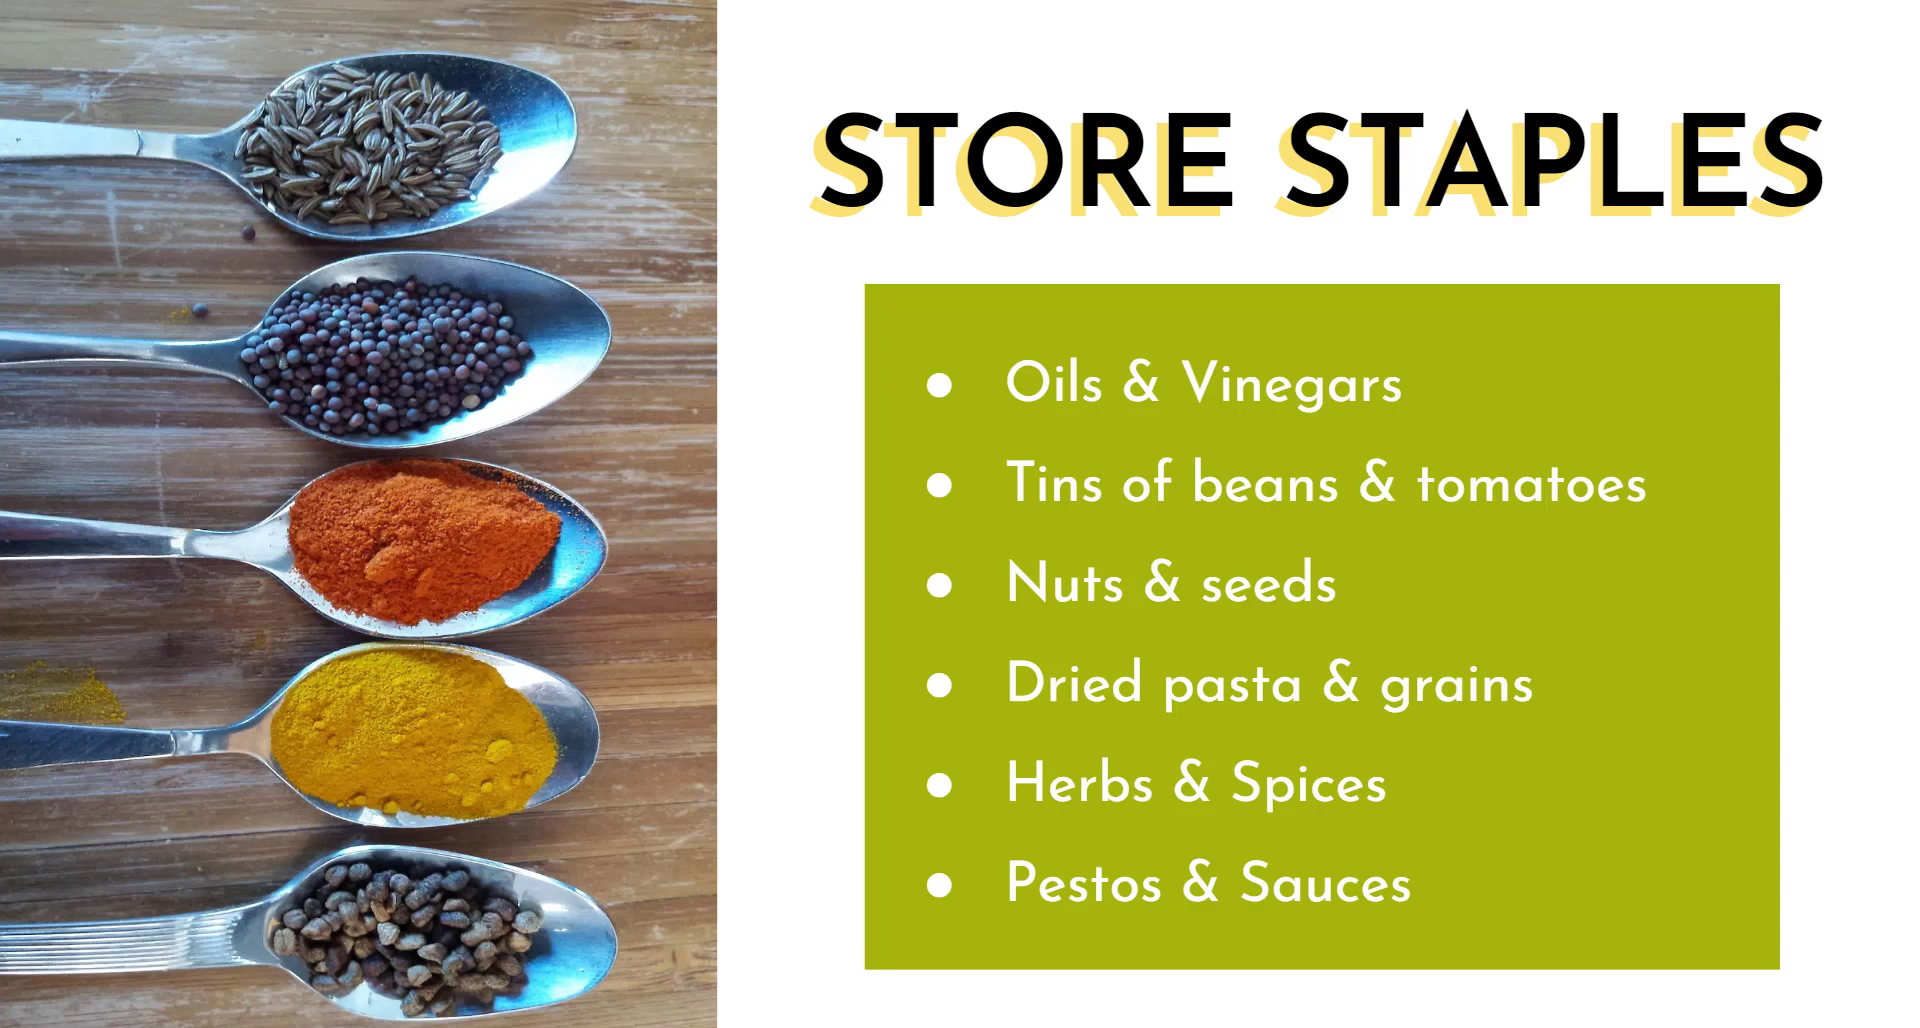 STORE STAPLES
● Oils & Vinegars
● Tins of beans & tomatoes
● Nuts & seeds
● Dried pasta & grains
● Herbs & Spices
● Pestos & Sauces